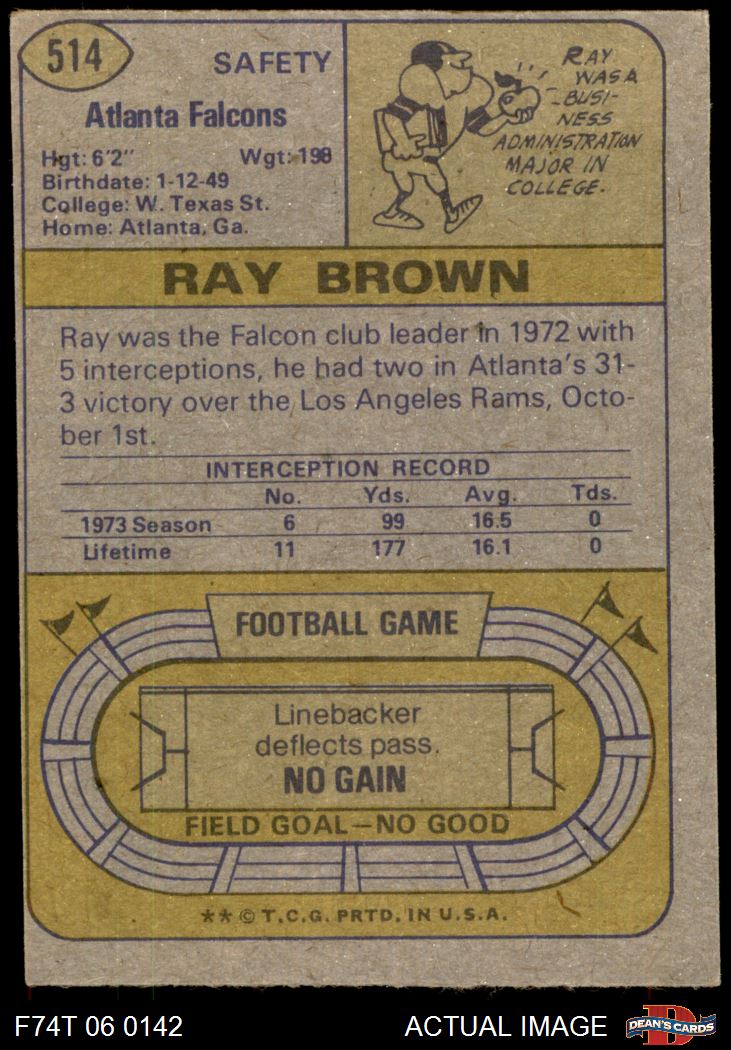 514
SAFETY
Atlanta Falcons
Hgt: 6'2" Wgt: 198
Birthdate: 1-12-49
College: W. Texas St.
Home: Atlanta, Ga.
RAY
WAS A
BUSI-
NESS
ADMINISTRATION
MAJOR IN
COLLEGE.
RAY BROWN
Ray was the Falcon club leader in 1972 with
5 interceptions, he had two in Atlanta's 31-
3 victory over the Los Angeles Rams, Octo-
ber 1st.
INTERCEPTION RECORD
No. Yds. Avg. Tds.
1973 Season 6 99 16.5 0
Lifetime 11 177 16.1 0
FOOTBALL GAME
Linebacker
deflects pass.
NO GAIN
FIELD GOAL—NO GOOD
**© T.C.G. PRTD. IN U.S.A.
F74T 06 0142 ACTUAL IMAGE DEAN'S CARDS